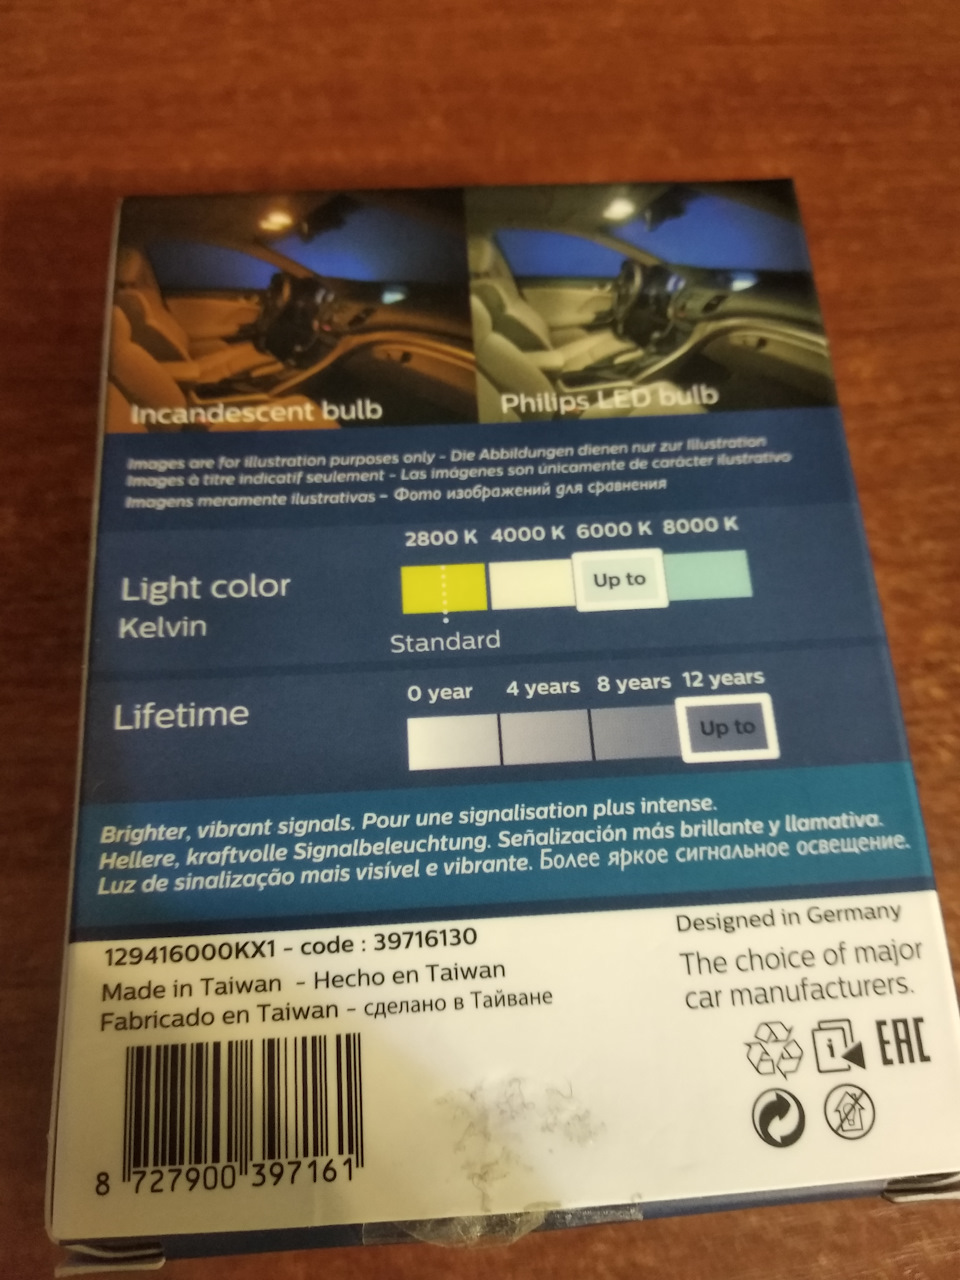 Incandescent bulb
Philips LED bulb
Images are for illustration purposes only - Die Abbildungen dienen nur zur Illustration
Images à titre indicatif seulement - Las imágenes son únicamente de carácter ilustrativo
Imagens meramente ilustrativas - Фото изображений для сравнения
2800 K 4000 K 6000 K 8000 K
Light color
Kelvin
Up to
Standard
0 year 4 years 8 years 12 years
Lifetime
Up to
Brighter, vibrant signals. Pour une signalisation plus intense.
Hellere, kraftvolle Signalbeleuchtung. Señalización más brillante y llamativa.
Luz de sinalização mais visível e vibrante. Более яркое сигнальное освещение.
129416000KX1 - code : 39716130
Made in Taiwan - Hecho en Taiwan
Fabricado en Taiwan - сделано в Тайване
Designed in Germany
The choice of major
car manufacturers.
EAC
8 727900 397161